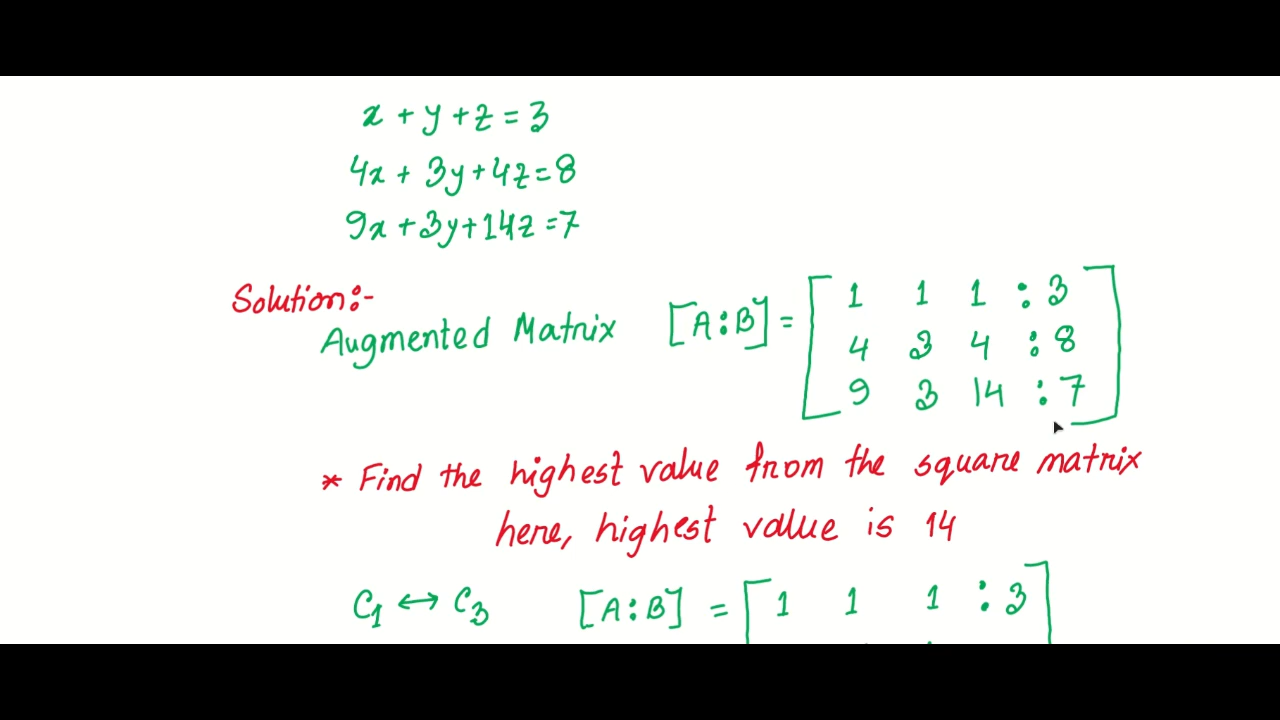 x + y + z = 3
4x + 3y + 4z = 8
9x + 3y + 14z = 7
Solution:-
Augmented Matrix [A:B] =
1 1 1 : 3
4 3 4 : 8
9 3 14 : 7
* Find the highest value from the square matrix
here, highest value is 14
C1 ↔ C3 [A:B] = [1 1 1 : 3]